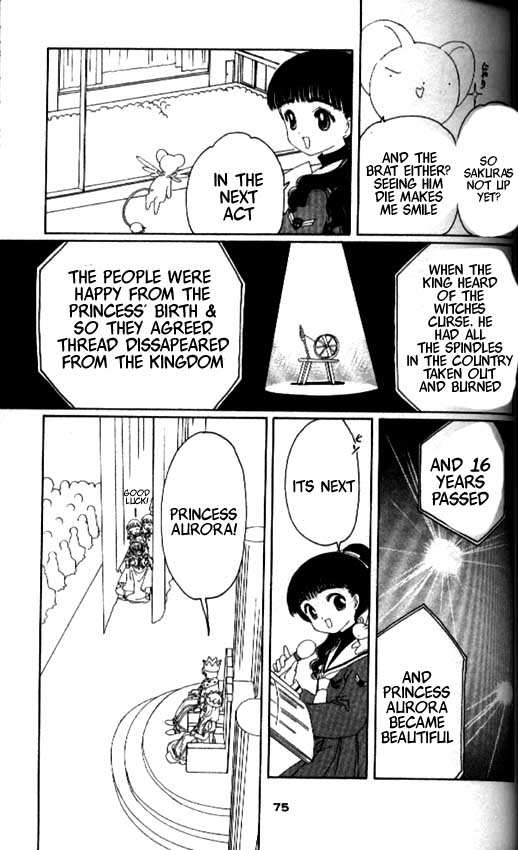 SO
SAKURAS
NOT UP
YET?
AND THE
BRAT EITHER?
SEEING HIM
DIE MAKES
ME SMILE
IN THE
NEXT
ACT
WHEN THE
KING HEARD
OF THE
WITCHES
CURSE. HE
HAD ALL
THE SPINDLES
IN THE COUNTRY
TAKEN OUT
AND BURNED
THE PEOPLE WERE
HAPPY FROM THE
PRINCESS' BIRTH &
SO THEY AGREED,
THREAD DISSAPEARED
FROM THE KINGDOM
AND 16
YEARS
PASSED
AND
PRINCESS
AURORA
BECAME
BEAUTIFUL
ITS NEXT
PRINCESS
AURORA!
GOOD
LUCK!
75